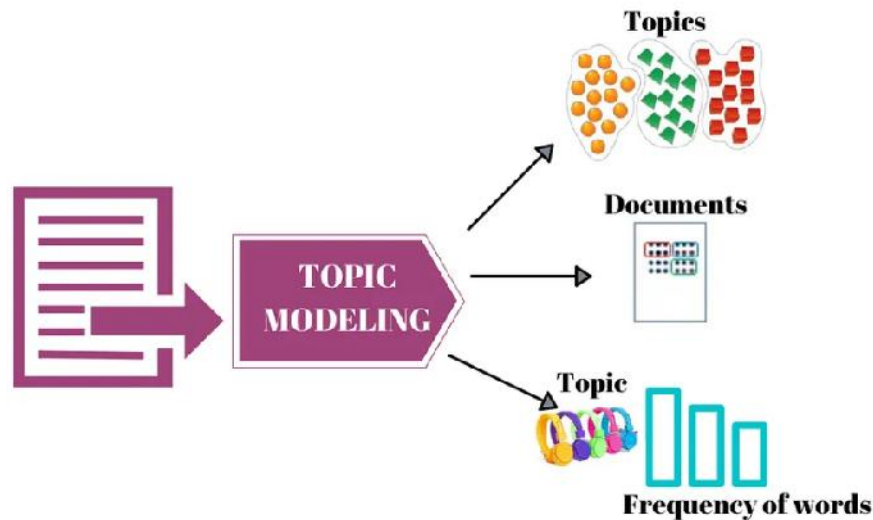 Topics
Documents
TOPIC
MODELING
Topic
Frequency of words